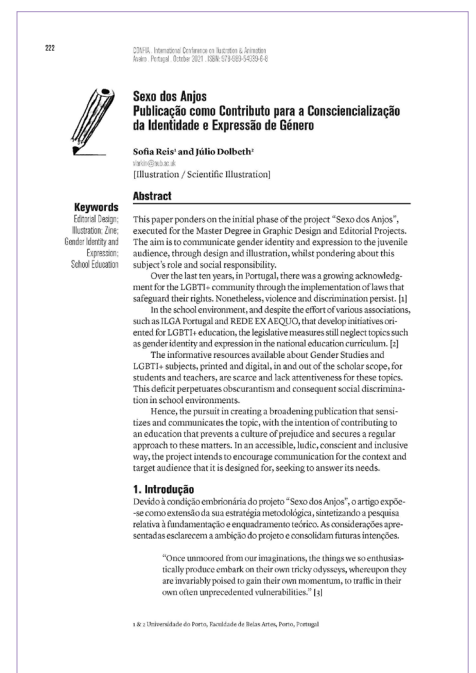 222
CONFIA . International Conference on Illustration & Animation
Aveiro . Portugal . October 2021 . ISBN: 978-989-54939-6-8
Sexo dos Anjos
Publicação como Contributo para a Consciencialização
da Identidade e Expressão de Género
Sofia Reis¹ and Júlio Dolbeth²
[Illustration / Scientific Illustration]
Keywords
Editorial Design;
Illustration; Zine;
Gender Identity and
Expression;
School Education
Abstract
This paper ponders on the initial phase of the project “Sexo dos Anjos”,
executed for the Master Degree in Graphic Design and Editorial Projects.
The aim is to communicate gender identity and expression to the juvenile
audience, through design and illustration, whilst pondering about this
subject's role and social responsibility.
Over the last ten years, in Portugal, there was a growing acknowledg-
ment for the LGBTI+ community through the implementation of laws that
safeguard their rights. Nonetheless, violence and discrimination persist. [1]
In the school environment, and despite the effort of various associations,
such as ILGA Portugal and REDE EX AEQUO, that develop initiatives ori-
ented for LGBTI+ education, the legislative measures still neglect topics such
as gender identity and expression in the national education curriculum. [2]
The informative resources available about Gender Studies and
LGBTI+ subjects, printed and digital, in and out of the scholar scope, for
students and teachers, are scarce and lack attentiveness for these topics.
This deficit perpetuates obscurantism and consequent social discrimina-
tion in school environments.
Hence, the pursuit in creating a broadening publication that sensi-
tizes and communicates the topic, with the intention of contributing to
an education that prevents a culture of prejudice and secures a regular
approach to these matters. In an accessible, ludic, conscient and inclusive
way, the project intends to encourage communication for the context and
target audience that it is designed for, seeking to answer its needs.
1. Introdução
Devido à condição embrionária do projeto “Sexo dos Anjos”, o artigo expõe-
-se como extensão da sua estratégia metodológica, sintetizando a pesquisa
relativa à fundamentação e enquadramento teórico. As considerações apre-
sentadas esclarecem a ambição do projeto e consolidam futuras intenções.
“Once unmoored from our imaginations, the things we so enthusias-
tically produce embark on their own tricky odysseys, whereupon they
are invariably poised to gain their own momentum, to traffic in their
own often unprecedented vulnerabilities.” [3]
1 & 2 Universidade do Porto, Faculdade de Belas Artes, Porto, Portugal